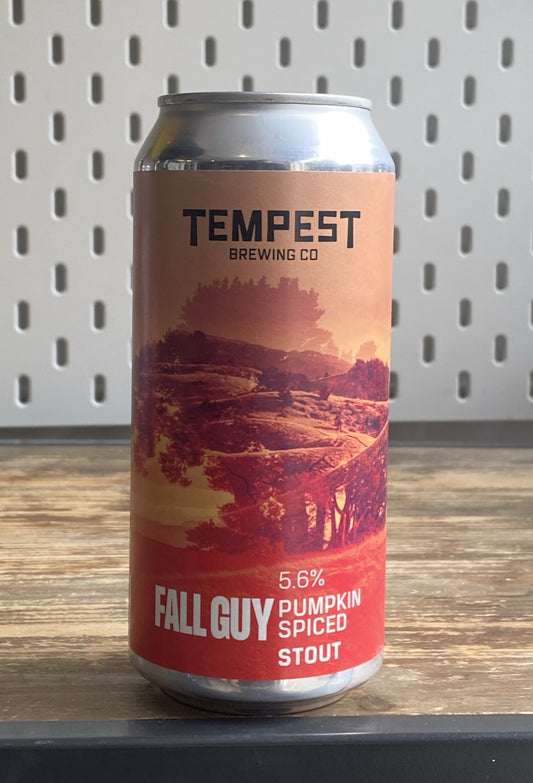 TEMPEST
BREWING CO
5.6%
FALL GUY
PUMPKIN
SPICED
STOUT